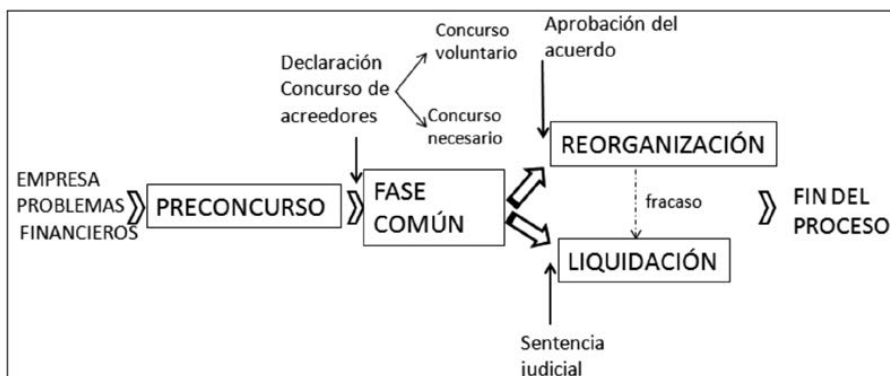 Concurso
voluntario
Aprobación del
acuerdo
Declaración
Concurso de
acreedores
Concurso
necesario
REORGANIZACIÓN
EMPRESA
PROBLEMAS
FINANCIEROS
PRECONCURSO
FASE
COMÚN
fracaso
FIN DEL
PROCESO
LIQUIDACIÓN
Sentencia
judicial